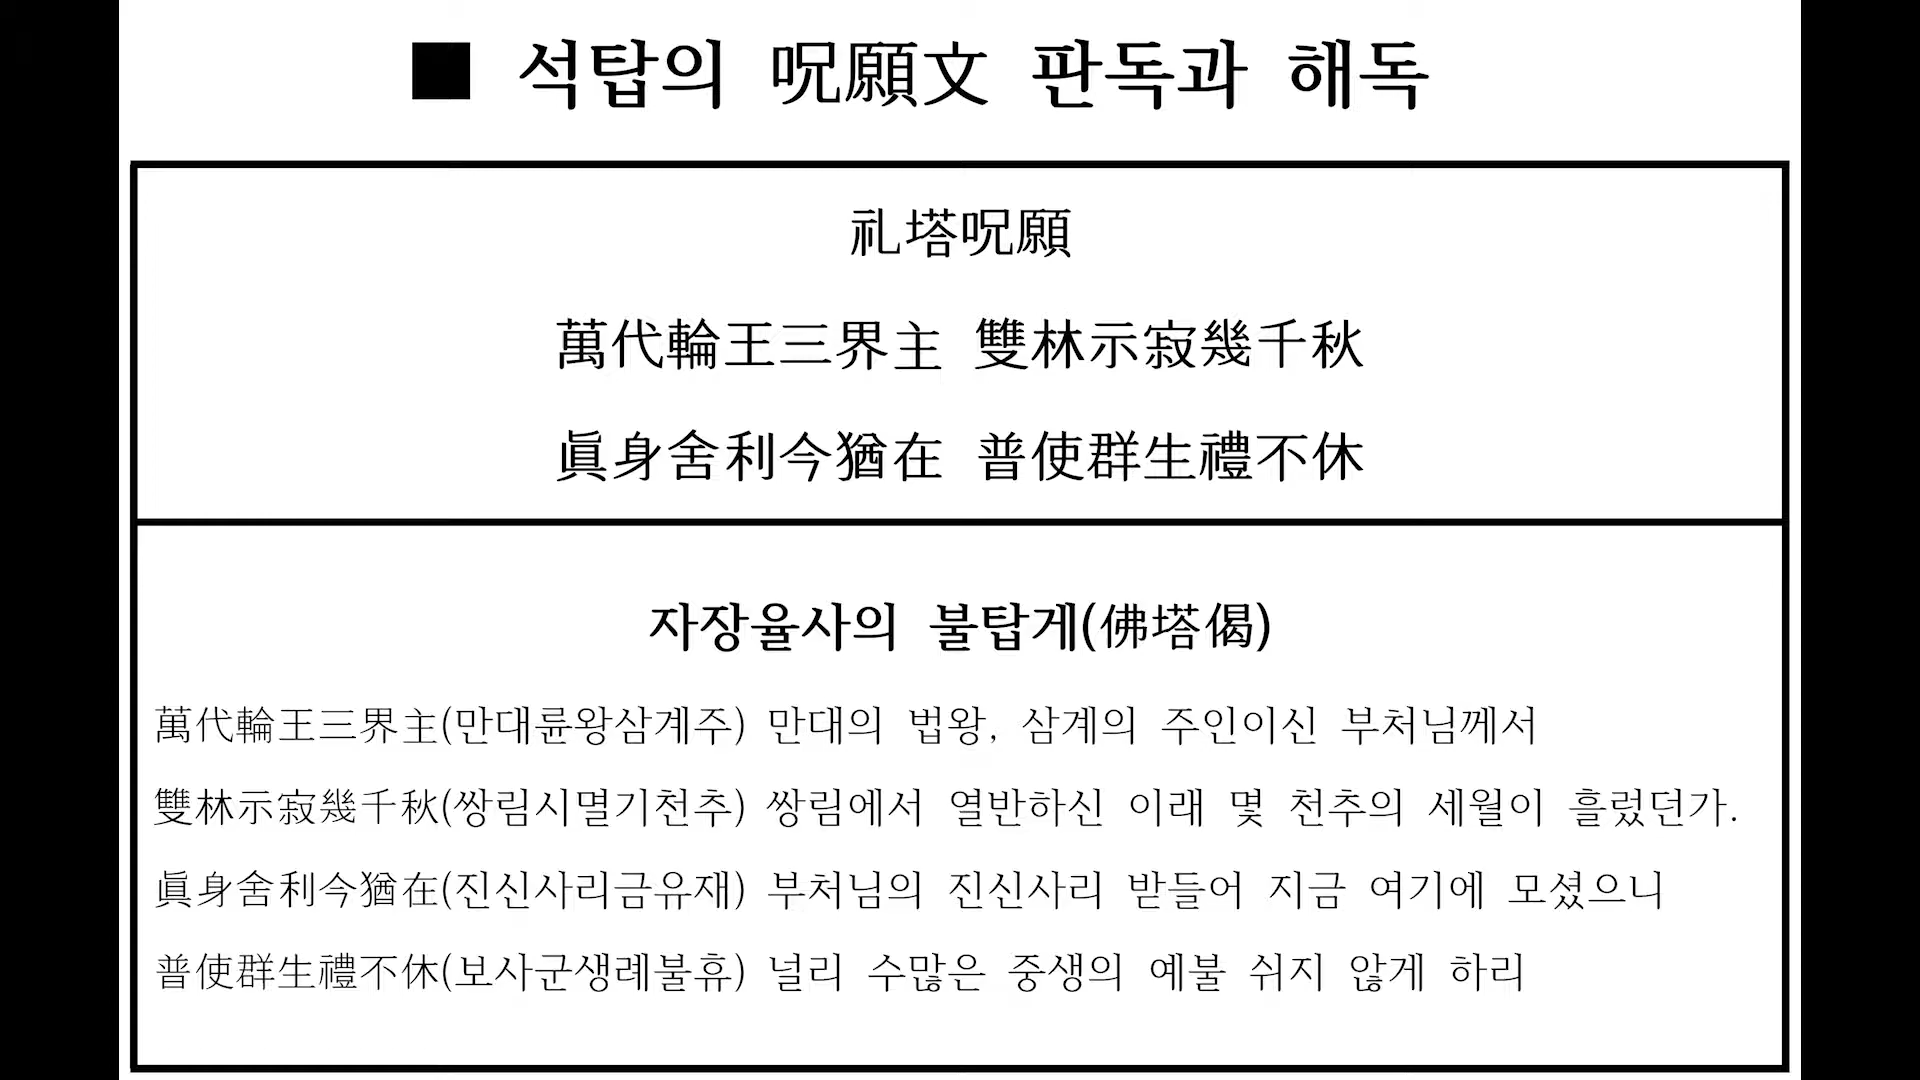 ■ 석탑의 呪願文 판독과 해독
礼塔呪願
萬代輪王三界主 雙林示寂幾千秋
眞身舍利今猶在 普使群生禮不休
자장율사의 불탑게(佛塔偈)
萬代輪王三界主(만대륜왕삼계주) 만대의 법왕, 삼계의 주인이신 부처님께서
雙林示寂幾千秋(쌍림시멸기천추) 쌍림에서 열반하신 이래 몇 천추의 세월이 흘렀던가.
眞身舍利今猶在(진신사리금유재) 부처님의 진신사리 받들어 지금 여기에 모셨으니
普使群生禮不休(보사군생례불휴) 널리 수많은 중생의 예불 쉬지 않게 하리